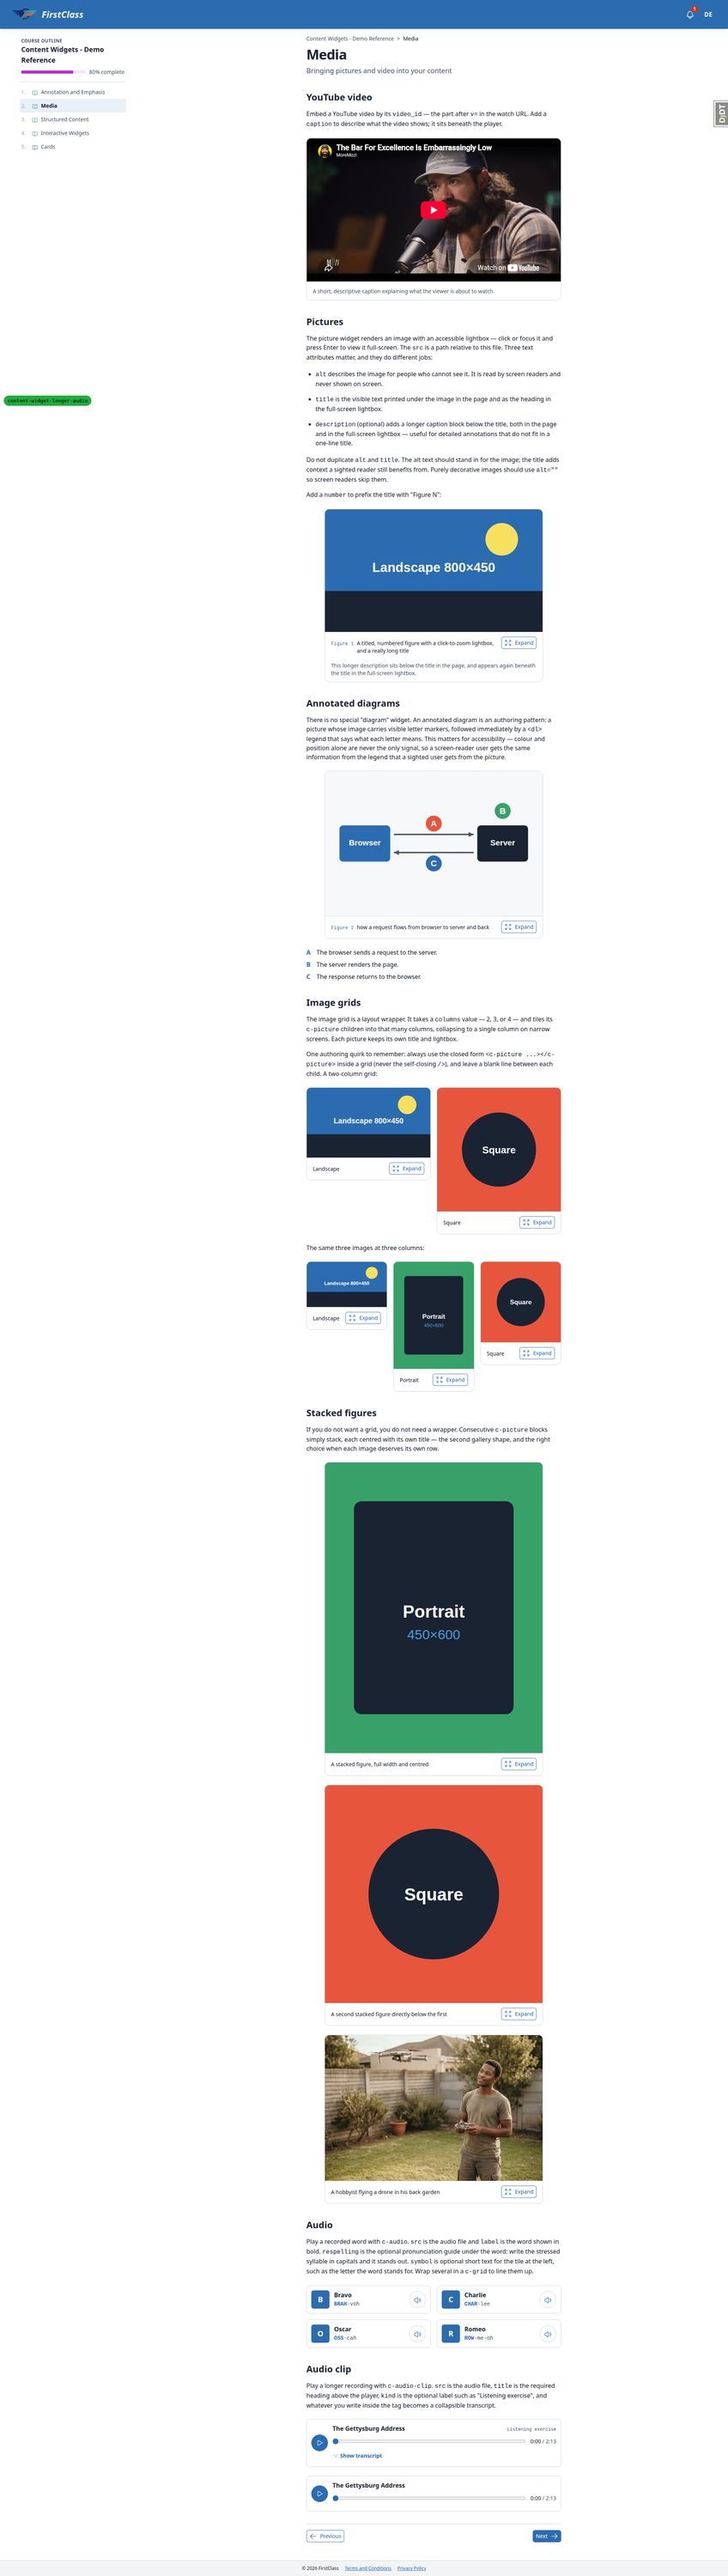 FirstClass
1
DE
COURSE OUTLINE
Content Widgets - Demo
Reference
80% complete
1. Annotation and Emphasis
2. Media
3. Structured Content
4. Interactive Widgets
5. Cards
content-widget-longer-audio
DjDT
Content Widgets - Demo Reference > Media
Media
Bringing pictures and video into your content
YouTube video
Embed a YouTube video by its video_id — the part after v= in the watch URL. Add a
caption to describe what the video shows; it sits beneath the player.
The Bar For Excellence Is Embarrassingly Low
MoreMozi
Watch on YouTube
A short, descriptive caption explaining what the viewer is about to watch.
Pictures
The picture widget renders an image with an accessible lightbox — click or focus it and
press Enter to view it full-screen. The src is a path relative to this file. Three text
attributes matter, and they do different jobs:
• alt describes the image for people who cannot see it. It is read by screen readers and
never shown on screen.
• title is the visible text printed under the image in the page and as the heading in
the full-screen lightbox.
• description (optional) adds a longer caption block below the title, both in the page
and in the full-screen lightbox — useful for detailed annotations that do not fit in a
one-line title.
Do not duplicate alt and title. The alt text should stand in for the image; the title adds
context a sighted reader still benefits from. Purely decorative images should use alt=""
so screen readers skip them.
Add a number to prefix the title with "Figure N":
Landscape 800×450
Figure 1 A titled, numbered figure with a click-to-zoom lightbox,
and a really long title
Expand
This longer description sits below the title in the page, and appears again beneath
the title in the full-screen lightbox.
Annotated diagrams
There is no special "diagram" widget. An annotated diagram is an authoring pattern: a
picture whose image carries visible letter markers, followed immediately by a <dl>
legend that says what each letter means. This matters for accessibility — colour and
position alone are never the only signal, so a screen-reader user gets the same
information from the legend that a sighted user gets from the picture.
B
A
Browser
Server
C
Figure 2 how a request flows from browser to server and back
Expand
A The browser sends a request to the server.
B The server renders the page.
C The response returns to the browser.
Image grids
The image grid is a layout wrapper. It takes a columns value — 2, 3, or 4 — and tiles its
c-picture children into that many columns, collapsing to a single column on narrow
screens. Each picture keeps its own title and lightbox.
One authoring quirk to remember: always use the closed form <c-picture ...></c-
picture> inside a grid (never the self-closing />), and leave a blank line between each
child. A two-column grid:
Landscape 800×450
Landscape
Expand
Square
Square
Expand
The same three images at three columns:
Landscape 800×450
Landscape
Expand
Portrait
450×600
Portrait
Expand
Square
Square
Expand
Stacked figures
If you do not want a grid, you do not need a wrapper. Consecutive c-picture blocks
simply stack, each centred with its own title — the second gallery shape, and the right
choice when each image deserves its own row.
Portrait
450×600
A stacked figure, full width and centred
Expand
Square
A second stacked figure directly below the first
Expand
A hobbyist flying a drone in his back garden
Expand
Audio
Play a recorded word with c-audio. src is the audio file and label is the word shown in
bold. respelling is the optional pronunciation guide under the word: write the stressed
syllable in capitals and it stands out. symbol is optional short text for the tile at the left,
such as the letter the word stands for. Wrap several in a c-grid to line them up.
B
Bravo
BRAH-voh
C
Charlie
CHAR-lee
O
Oscar
OSS-cah
R
Romeo
ROW-me-oh
Audio clip
Play a longer recording with c-audio-clip. src is the audio file, title is the required
heading above the player, kind is the optional label such as "Listening exercise", and
whatever you write inside the tag becomes a collapsible transcript.
The Gettysburg Address
Listening exercise
0:00 / 2:13
Show transcript
The Gettysburg Address
0:00 / 2:13
Previous
Next
© 2026 FirstClass
Terms and Conditions
Privacy Policy